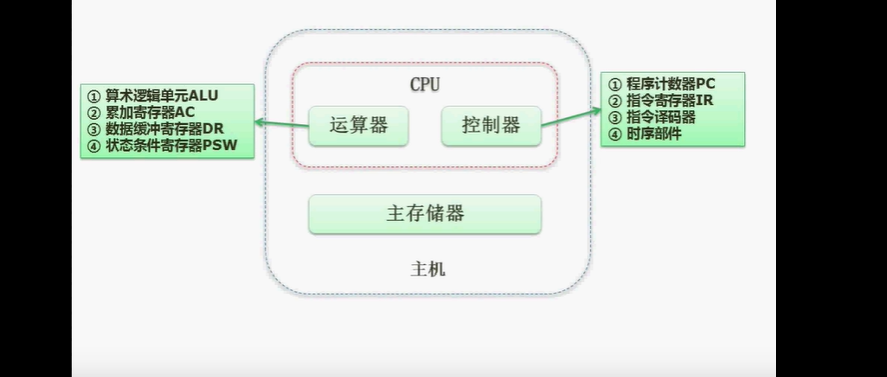 CPU
① 算术逻辑单元ALU
② 累加寄存器AC
③ 数据缓冲寄存器DR
④ 状态条件寄存器PSW
运算器
控制器
① 程序计数器PC
② 指令寄存器IR
③ 指令译码器
④ 时序部件
主存储器
主机